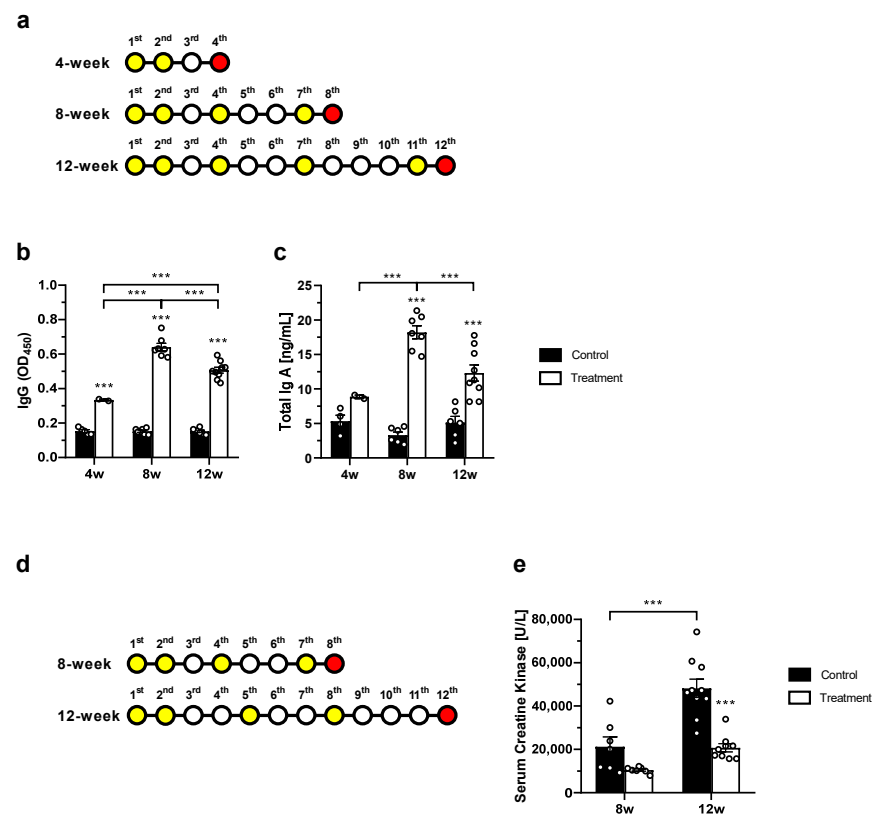 a
1st 2nd 3rd 4th
4-week
1st 2nd 3rd 4th 5th 6th 7th 8th
8-week
1st 2nd 3rd 4th 5th 6th 7th 8th 9th 10th 11th 12th
12-week
b
***
*** ***
***
***
***
1.0
0.8
0.6
0.4
0.2
0.0
IgG (OD450)
4w 8w 12w
c
*** ***
***
***
25
20
15
10
5
0
Total Ig A [ng/mL]
4w 8w 12w
Control
Treatment
d
1st 2nd 3rd 4th 5th 6th 7th 8th
8-week
1st 2nd 3rd 4th 5th 6th 7th 8th 9th 10th 11th 12th
12-week
e
***
***
80,000
60,000
40,000
20,000
0
Serum Creatine Kinase [U/L]
8w 12w
Control
Treatment